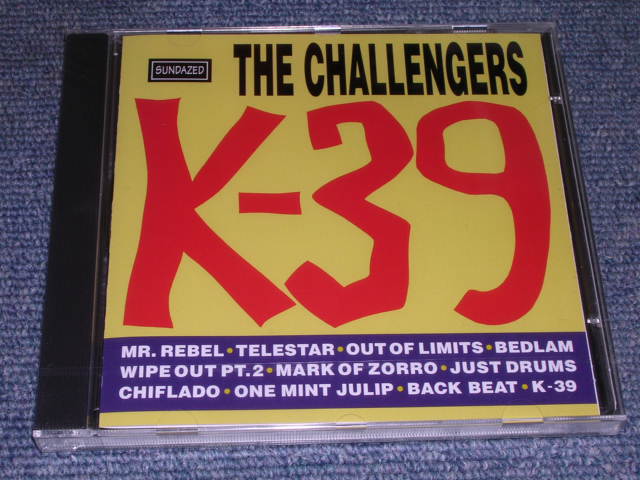 SUNDAZED
THE CHALLENGERS
K-39
MR. REBEL • TELESTAR • OUT OF LIMITS • BEDLAM
WIPE OUT PT.2 • MARK OF ZORRO • JUST DRUMS
CHIFLADO • ONE MINT JULIP • BACK BEAT • K-39